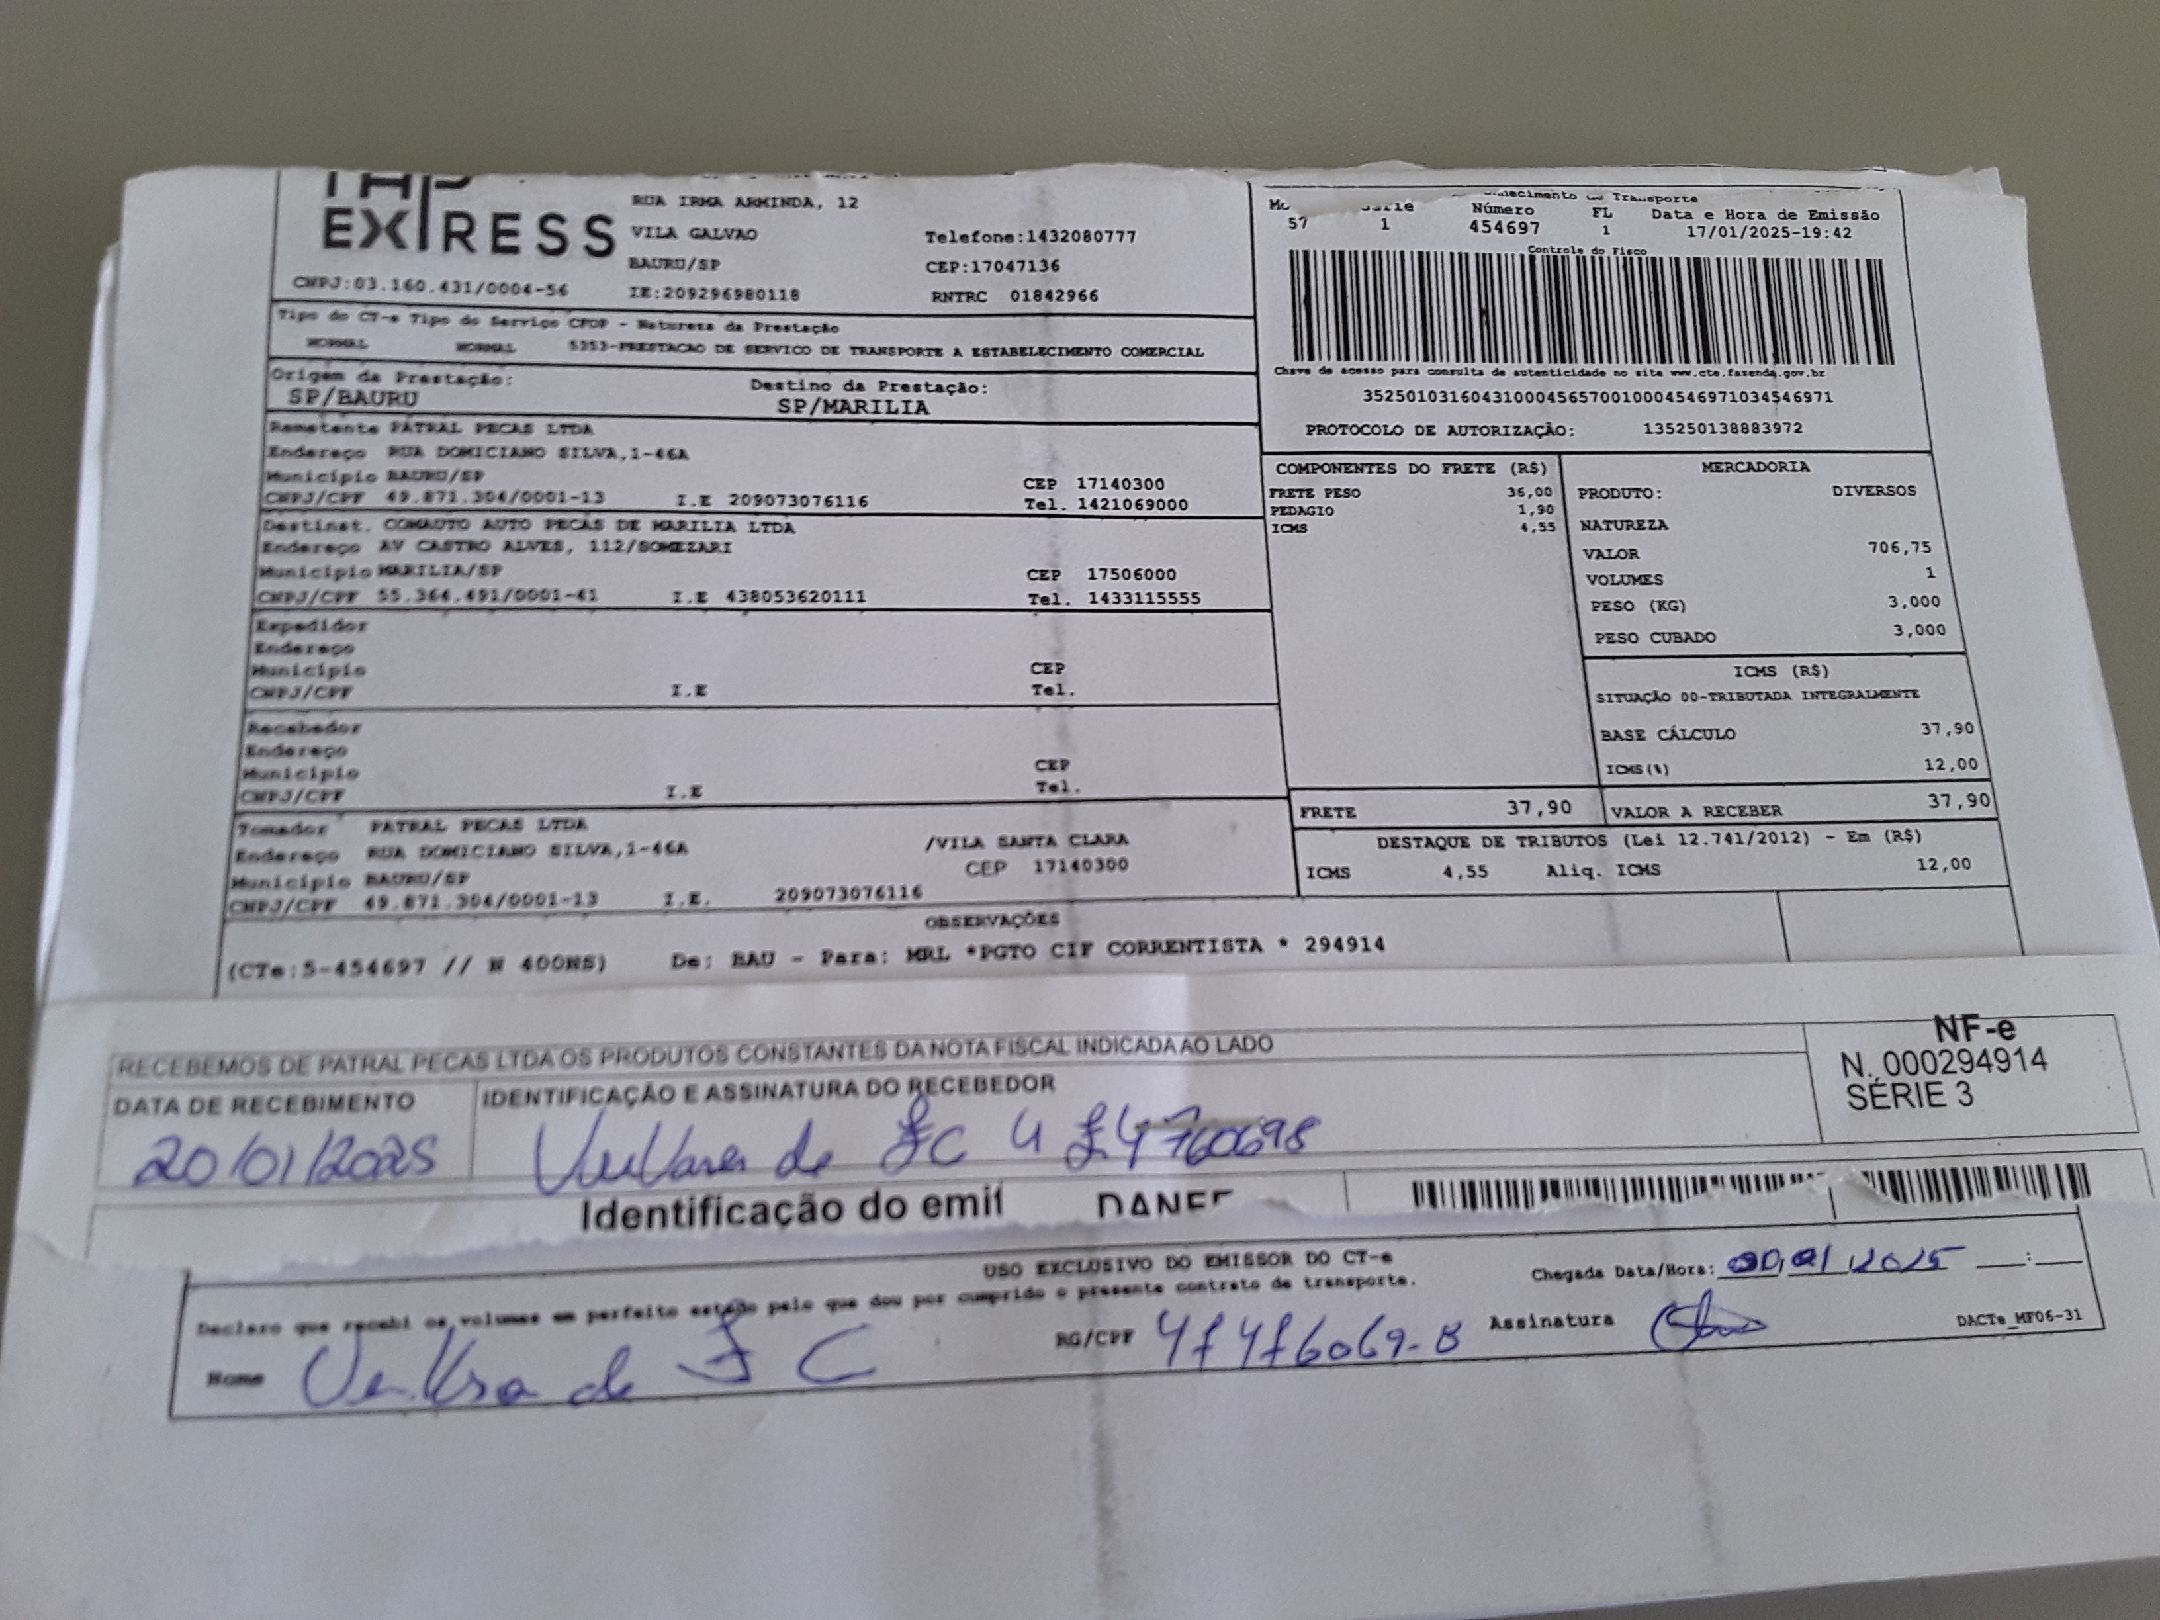 EXPRESS
RUA IRMA ARMINDA, 12
VILA GALVAO
Telefone:1432080777
BAURU/SP
CEP:17047136
CNPJ:03.160.431/0004-56
IE:209296980118
RNTRC 01842966
Transporte
Número FL Data e Hora de Emissão
57 1 454697 1 17/01/2025-19:42
Controle do Fisco
Chave de acesso para consulta de autenticidade no site www.cte.fazenda.gov.br
35250103160431000456570010004546971034546971
PROTOCOLO DE AUTORIZAÇÃO: 135250138883972
Tipo do CT-e Tipo do Serviço CFOP - Natureza da Prestação
NORMAL NORMAL 5353-PRESTACAO DE SERVICO DE TRANSPORTE A ESTABELECIMENTO COMERCIAL
Origem da Prestação: Destino da Prestação:
SP/BAURU SP/MARILIA
Remetente PATRAL PECAS LTDA
Endereço RUA DOMICIANO SILVA,1-46A
Município BAURU/SP CEP 17140300
CNPJ/CPF 49.871.304/0001-13 I.E 209073076116 Tel. 1421069000
Destinat. COMAUTO AUTO PECAS DE MARILIA LTDA
Endereço AV CASTRO ALVES, 112/SOMEZARI
Município MARILIA/SP CEP 17506000
CNPJ/CPF 55.364.491/0001-41 I.E 438053620111 Tel. 1433115555
Expedidor
Endereço
Município CEP
CNPJ/CPF I.E Tel.
Recebedor
Endereço
Município CEP
CNPJ/CPF I.E Tel.
Tomador PATRAL PECAS LTDA
Endereço RUA DOMICIANO SILVA,1-46A /VILA SANTA CLARA
Município BAURU/SP CEP 17140300
CNPJ/CPF 49.871.304/0001-13 I.E. 209073076116
COMPONENTES DO FRETE (R$)
FRETE PESO 36,00
PEDAGIO 1,90
ICMS 4,55
MERCADORIA
PRODUTO: DIVERSOS
NATUREZA
VALOR 706,75
VOLUMES 1
PESO (KG) 3,000
PESO CUBADO 3,000
ICMS (R$)
SITUAÇÃO 00-TRIBUTADA INTEGRALMENTE
BASE CÁLCULO 37,90
ICMS(%) 12,00
FRETE 37,90 VALOR A RECEBER 37,90
DESTAQUE DE TRIBUTOS (Lei 12.741/2012) - Em (R$)
ICMS 4,55 Aliq. ICMS 12,00
OBSERVAÇÕES
(CTe:5-454697 // N 400NS) De: BAU - Para: MRL *PGTO CIF CORRENTISTA * 294914
RECEBEMOS DE PATRAL PECAS LTDA OS PRODUTOS CONSTANTES DA NOTA FISCAL INDICADA AO LADO
NF-e
N. 000294914
SÉRIE 3
DATA DE RECEBIMENTO IDENTIFICAÇÃO E ASSINATURA DO RECEBEDOR
20/01/2025 de
Identificação do emit DANFE
USO EXCLUSIVO DO EMISSOR DO CT-e
Declaro que recebi os volumes em perfeito estado pelo que dou por cumprido o presente contrato de transporte.
Chegada Data/Hora: 2025 :
Nome de C RG/CPF Assinatura
DACTe_MF06-31